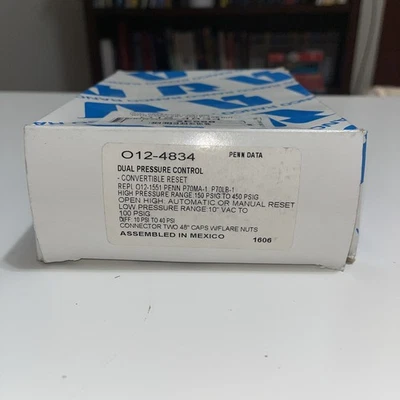 O12-4834 PENN DATA
DUAL PRESSURE CONTROL
- CONVERTIBLE RESET
REPL O12-1551 PENN P70MA-1 P70LB-1
HIGH PRESSURE RANGE 150 PSIG TO 450 PSIG
OPEN HIGH: AUTOMATIC OR MANUAL RESET
LOW PRESSURE RANGE 10" VAC TO
100 PSIG
DIFF: 10 PSI TO 40 PSI
CONNECTOR TWO 48" CAPS W/FLARE NUTS
ASSEMBLED IN MEXICO 1606